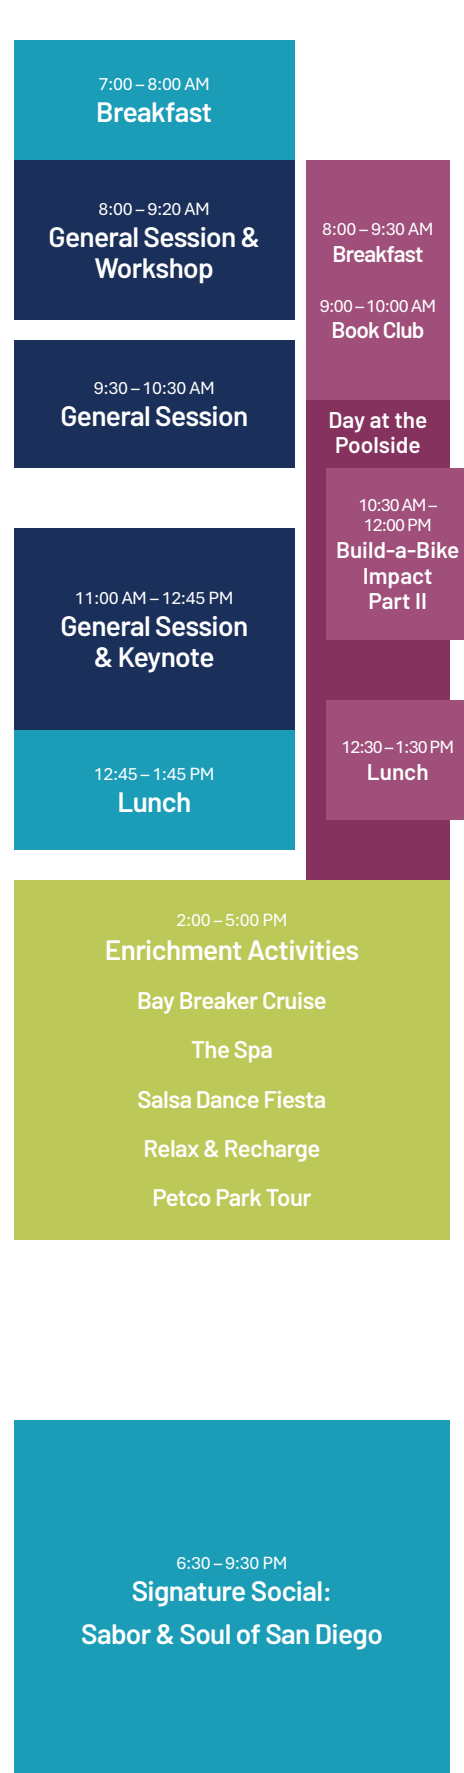 7:00 – 8:00 AM
Breakfast
8:00 – 9:20 AM
General Session &
Workshop
9:30 – 10:30 AM
General Session
11:00 AM – 12:45 PM
General Session
& Keynote
12:45 – 1:45 PM
Lunch
8:00 – 9:30 AM
Breakfast
9:00 – 10:00 AM
Book Club
Day at the
Poolside
10:30 AM –
12:00 PM
Build-a-Bike
Impact
Part II
12:30 – 1:30 PM
Lunch
2:00 – 5:00 PM
Enrichment Activities
Bay Breaker Cruise
The Spa
Salsa Dance Fiesta
Relax & Recharge
Petco Park Tour
6:30 – 9:30 PM
Signature Social:
Sabor & Soul of San Diego